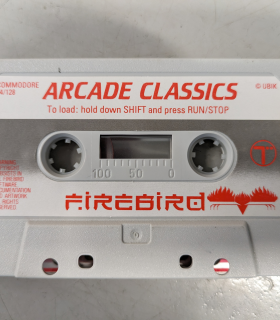 COMMODORE
64/128
ARCADE CLASSICS
© UBIK
To load: hold down SHIFT and press RUN/STOP
100 50 0
FIREBIRD
RIGHTS